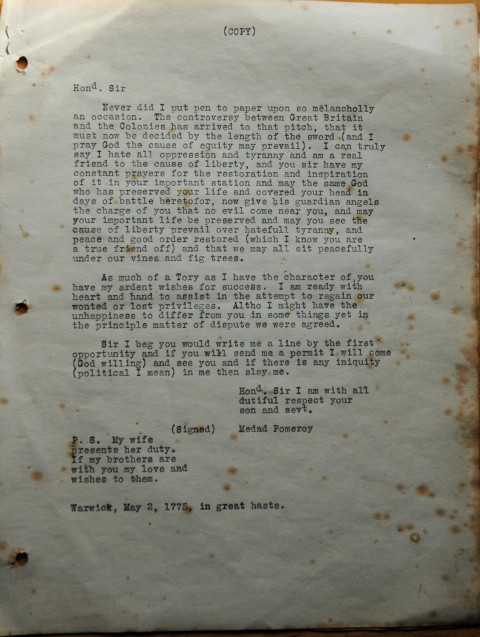 (COPY)
Hond. Sir
Never did I put pen to paper upon so melancholly
an occasion. The controversy between Great Britain
and the Colonies has arrived to that pitch, that it
must now be decided by the length of the sword (and I
pray God the cause of equity may prevail). I can truly
say I hate all oppression and tyranny and am a real
friend to the cause of liberty, and you sir have my
constant prayers for the restoration and inspiration
of it in your important station and may the same God
who has preserved your life and covered your head in
days of battle heretofor, now give his guardian angels
the charge of you that no evil come near you, and may
your important life be preserved and may you see the
cause of liberty prevail over hatefull tyranny, and
peace and good order restored (which I know you are
a true friend off) and that we may all sit peacefully
under our vines and fig trees.
As much of a Tory as I have the character of you
have my ardent wishes for success. I am ready with
heart and hand to assist in the attempt to regain our
wonted or lost privileges. Altho I might have the
unhappiness to differ from you in some things yet in
the principle matter of dispute we were agreed.
Sir I beg you would write me a line by the first
opportunity and if you will send me a permit I will come
(God willing) and see you and if there is any iniquity
(political I mean) in me then slay me.
Hond. Sir I am with all
dutiful respect your
son and sevt.
(Signed) Medad Pomeroy
P. S. My wife
presents her duty.
If my brothers are
with you my love and
wishes to them.
Warwick, May 2, 1775, in great haste.